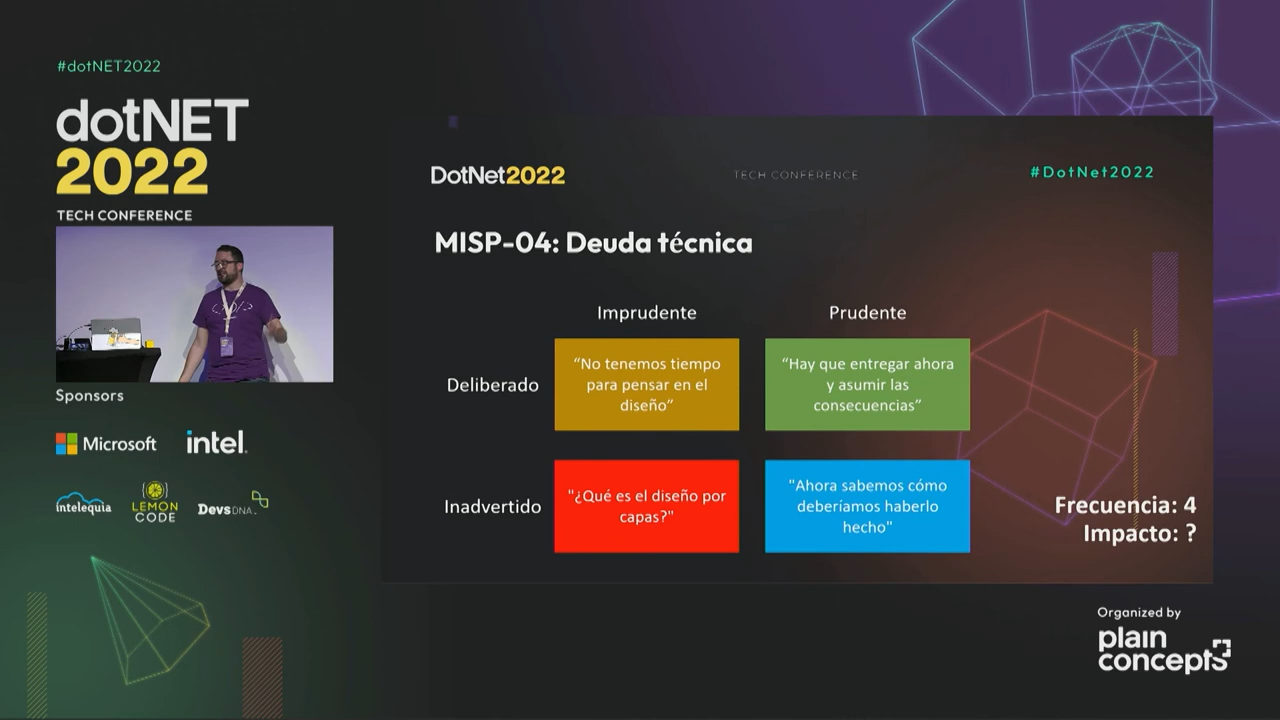 #dotNET2022
dotNET
2022
TECH CONFERENCE
Sponsors
Microsoft
intel.
intelequia
LEMON
CODE
DevsDNA
DotNet2022
TECH CONFERENCE
#DotNet2022
MISP-04: Deuda técnica
Imprudente
Prudente
Deliberado
“No tenemos tiempo
para pensar en el
diseño”
“Hay que entregar ahora
y asumir las
consecuencias”
Inadvertido
"¿Qué es el diseño por
capas?"
"Ahora sabemos cómo
deberíamos haberlo
hecho"
Frecuencia: 4
Impacto: ?
Organized by
plain
concepts